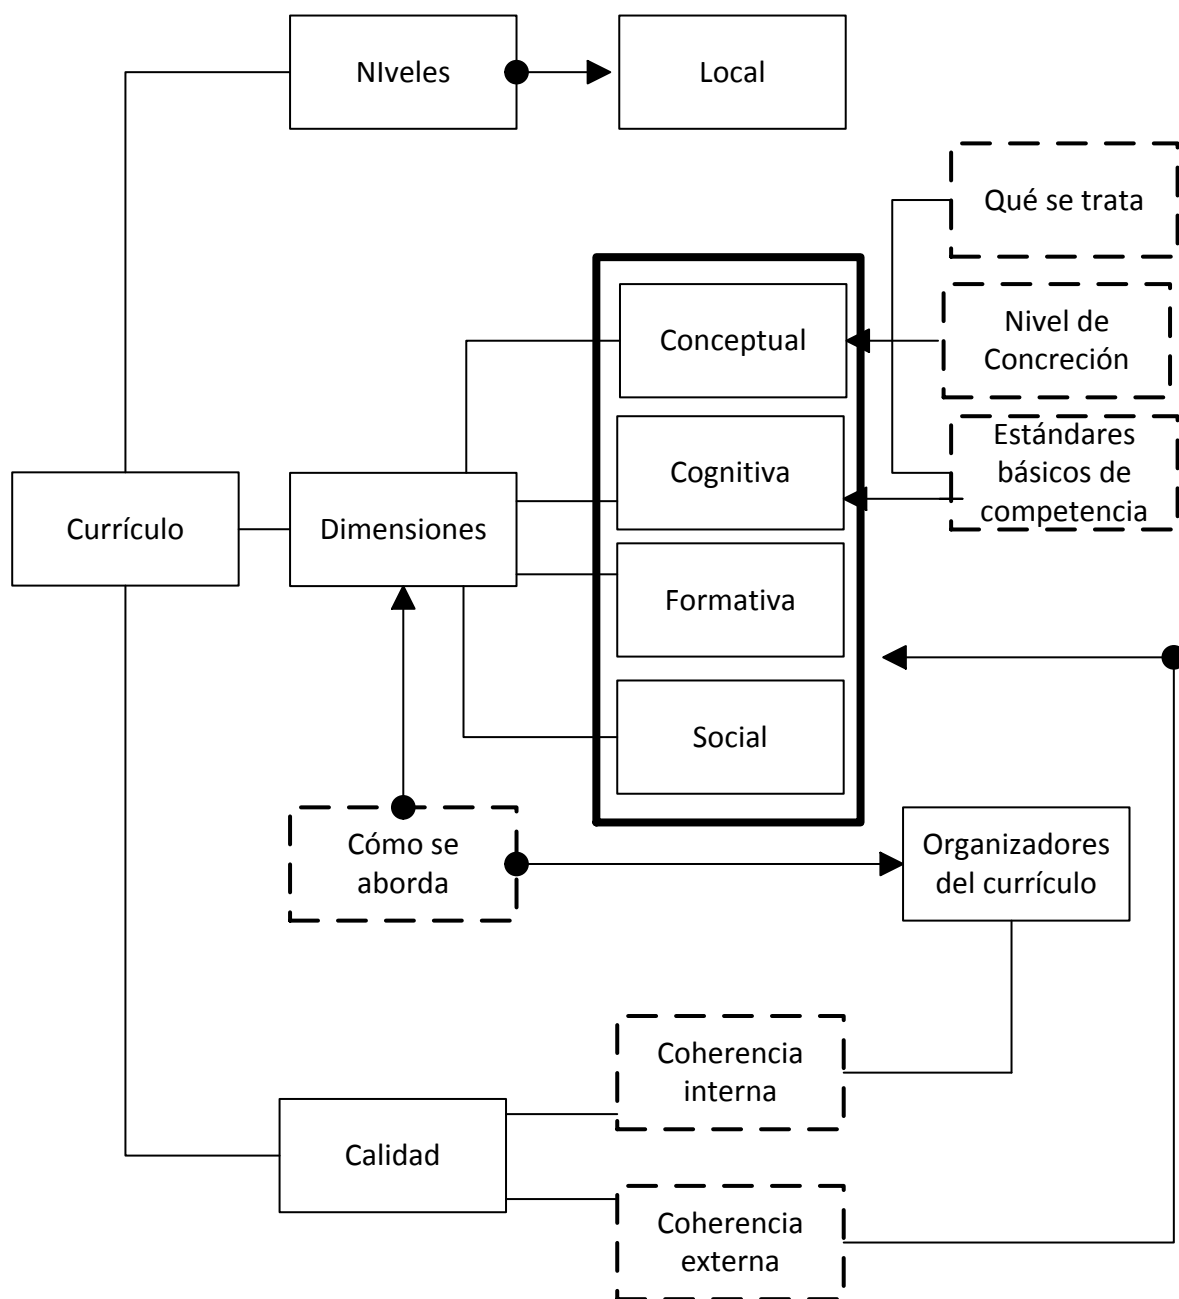 NIveles
Local
Qué se trata
Conceptual
Nivel de
Concreción
Cognitiva
Estándares
básicos de
competencia
Currículo
Dimensiones
Formativa
Social
Cómo se
aborda
Organizadores
del currículo
Coherencia
interna
Calidad
Coherencia
externa